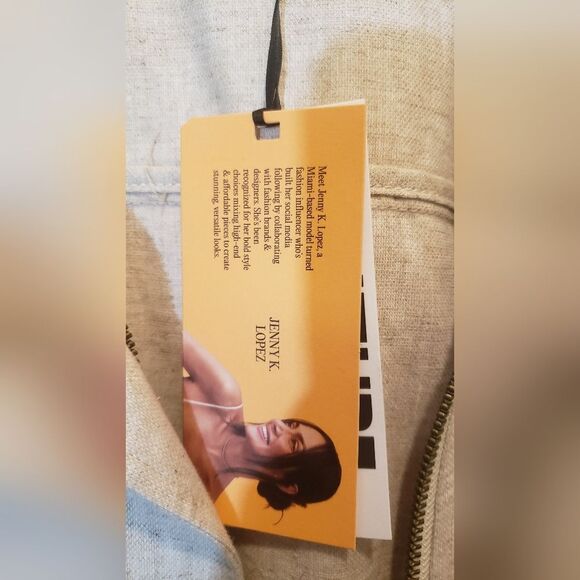 Meet Jenny K. Lopez, a
Miami-based model turned
fashion influencer who's
built her social media
following by collaborating
with fashion brands &
designers. She's been
recognized for her bold style
choices mixing high-end
& affordable pieces to create
stunning, versatile looks.
JENNY K.
LOPEZ